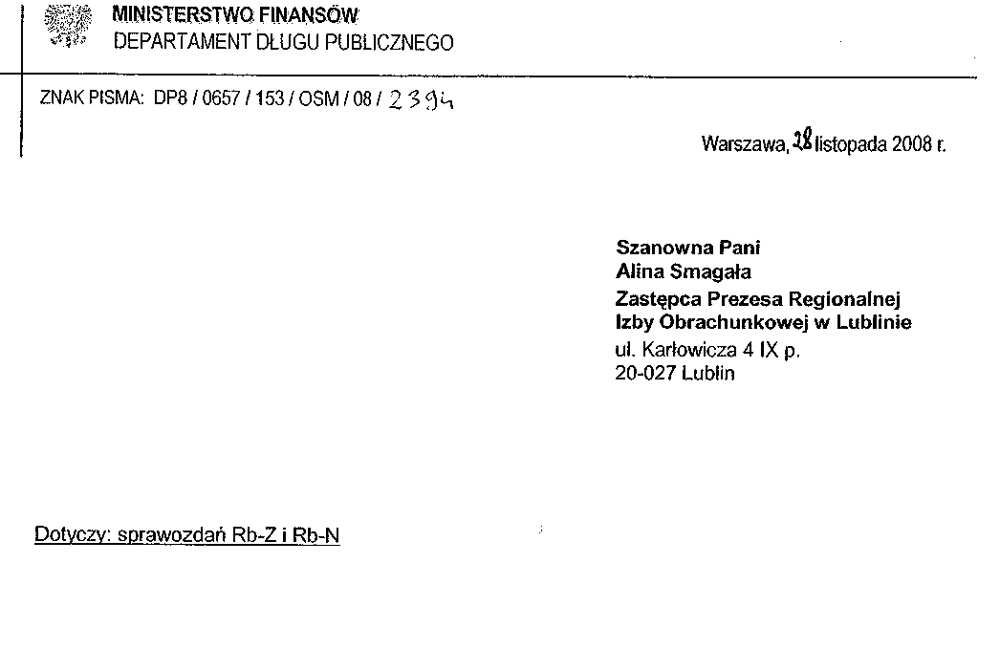 MINISTERSTWO FINANSÓW
DEPARTAMENT DŁUGU PUBLICZNEGO
ZNAK PISMA: DP8 / 0657 / 153 / OSM / 08 / 2394
Warszawa, 28 listopada 2008 r.
Szanowna Pani
Alina Smagała
Zastępca Prezesa Regionalnej
Izby Obrachunkowej w Lublinie
ul. Karłowicza 4 IX p.
20-027 Lublin
Dotyczy: sprawozdań Rb-Z i Rb-N